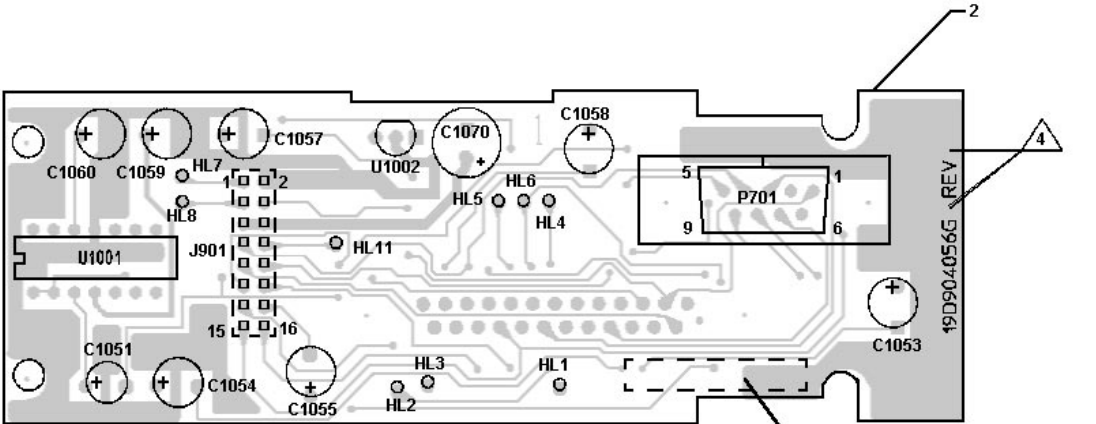 2
4
C1058
C1070
C1057
U1002
C1060
C1059
HL7
1
2
HL6
HL5
HL4
5
1
P701
9
6
HL8
U1001
J901
HL11
15
16
19D904056G REV
C1053
C1051
C1054
C1055
HL3
HL2
HL1